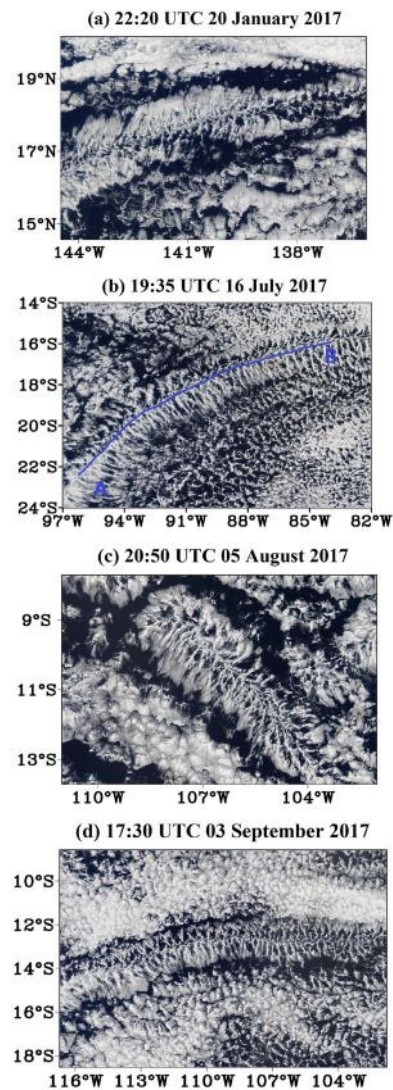 (a) 22:20 UTC 20 January 2017
19°N
17°N
15°N
144°W 141°W 138°W
(b) 19:35 UTC 16 July 2017
14°S
16°S
18°S
20°S
22°S
24°S
A
B
97°W 94°W 91°W 88°W 85°W 82°W
(c) 20:50 UTC 05 August 2017
9°S
11°S
13°S
110°W 107°W 104°W
(d) 17:30 UTC 03 September 2017
10°S
12°S
14°S
16°S
18°S
116°W 113°W 110°W 107°W 104°W